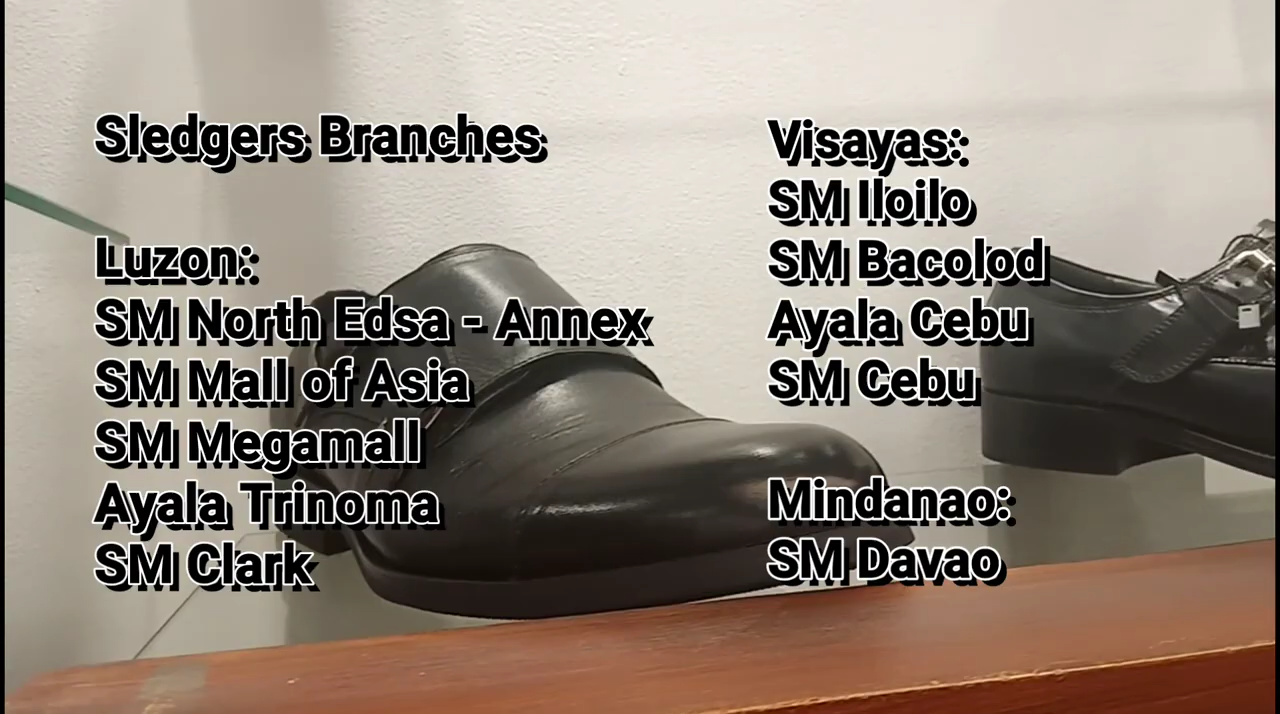 Sledgers Branches
Luzon:
SM North Edsa - Annex
SM Mall of Asia
SM Megamall
Ayala Trinoma
SM Clark
Visayas:
SM Iloilo
SM Bacolod
Ayala Cebu
SM Cebu
Mindanao:
SM Davao